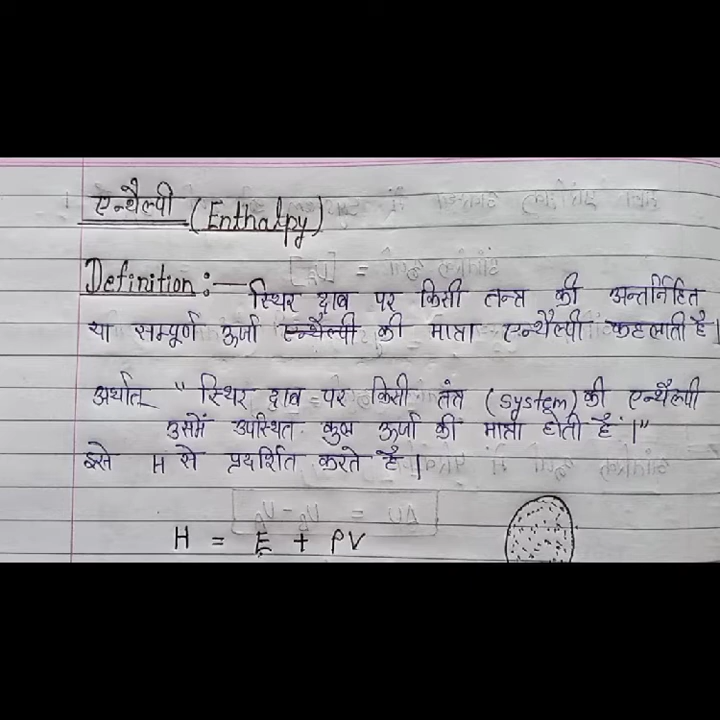 एन्थैल्पी (Enthalpy)
Definition :— स्थिर दाब पर किसी तन्त्र की अन्तर्निहित
या सम्पूर्ण ऊर्जा एन्थैल्पी की मात्रा एन्थैल्पी कहलाती है।
अर्थात् " स्थिर दाब पर किसी तंत्र (System) की एन्थैल्पी
उसमें उपस्थित कुल ऊर्जा की मात्रा होती है ।"
इसे H से प्रदर्शित करते है।
H = E + PV